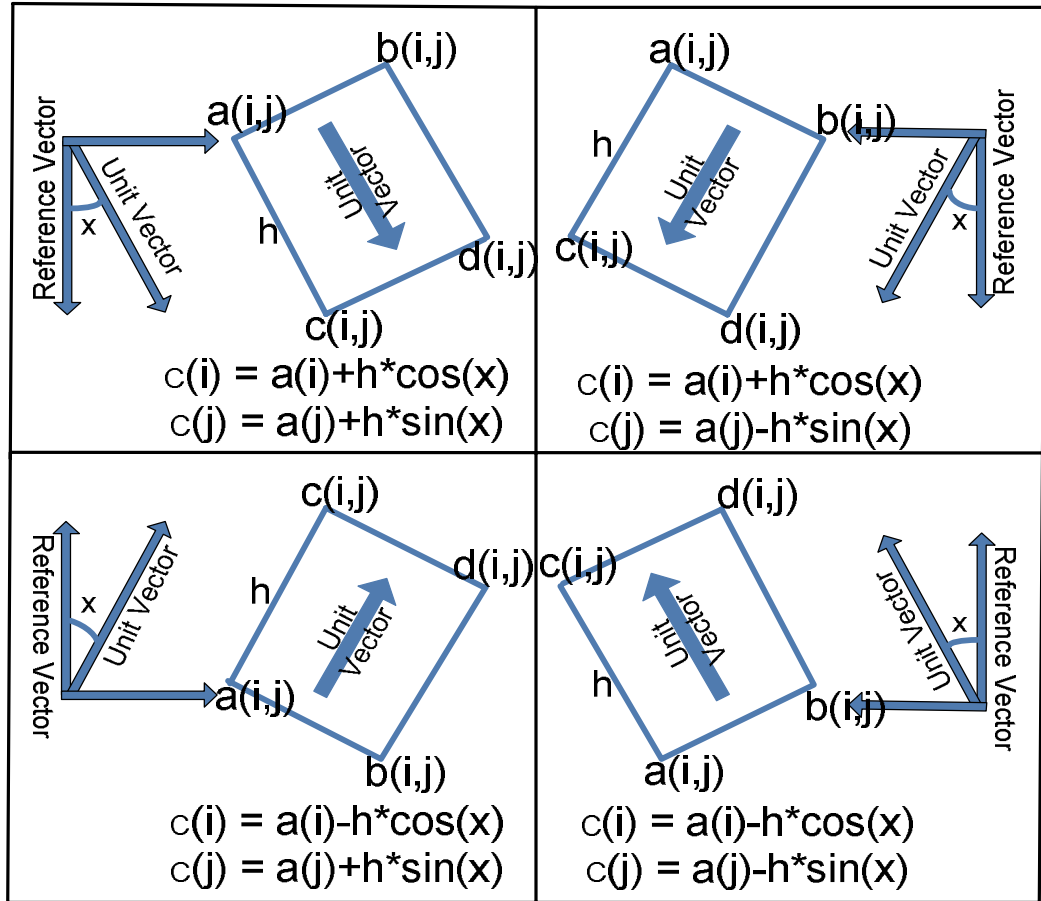 b(i,j)
a(i,j)
Reference Vector
Unit Vector
x
Unit
Vector
h
d(i,j)
c(i,j)
c(i) = a(i)+h*cos(x)
c(j) = a(j)+h*sin(x)
a(i,j)
b(i,j)
h
Unit
Vector
Unit Vector
x
Reference Vector
c(i,j)
d(i,j)
c(i) = a(i)+h*cos(x)
c(j) = a(j)-h*sin(x)
c(i,j)
d(i,j)
Reference Vector
x
Unit Vector
h
Unit
Vector
a(i,j)
b(i,j)
c(i) = a(i)-h*cos(x)
c(j) = a(j)+h*sin(x)
d(i,j)
c(i,j)
Unit
Vector
h
Unit Vector
x
Reference Vector
b(i,j)
a(i,j)
c(i) = a(i)-h*cos(x)
c(j) = a(j)-h*sin(x)